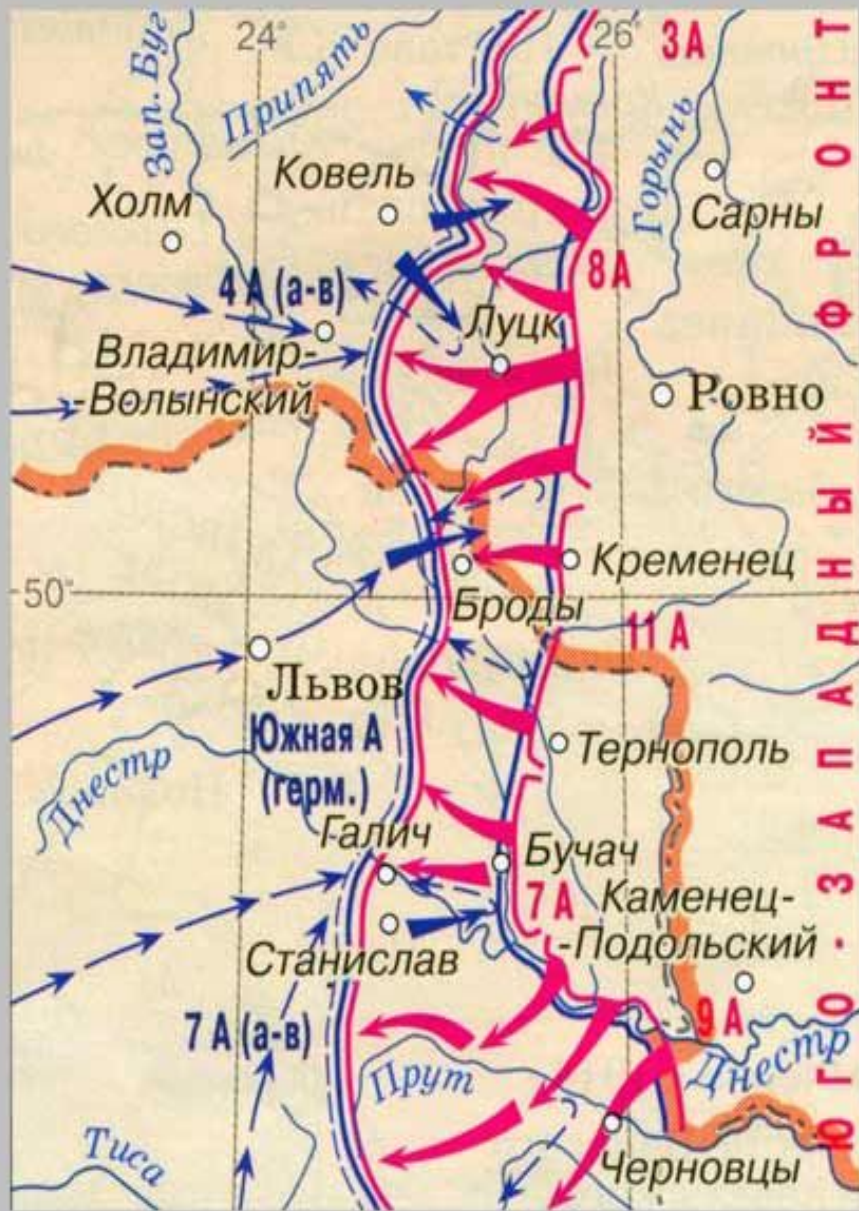 24°
26°
3 А
Зап. Буг
Припять
Горынь
Ковель
Холм
Сарны
4 А (а-в)
8 А
Луцк
Владимир-
-Волынский
Ровно
Кременец
50°
Броды
11 А
Львов
Южная А
(герм.)
Тернополь
Днестр
Галич
Бучач
7 А
Каменец-
-Подольский
Станислав
7 А (а-в)
9 А
Днестр
Прут
Тиса
Черновцы
ЮГО-ЗАПАДНЫЙ ФРОНТ